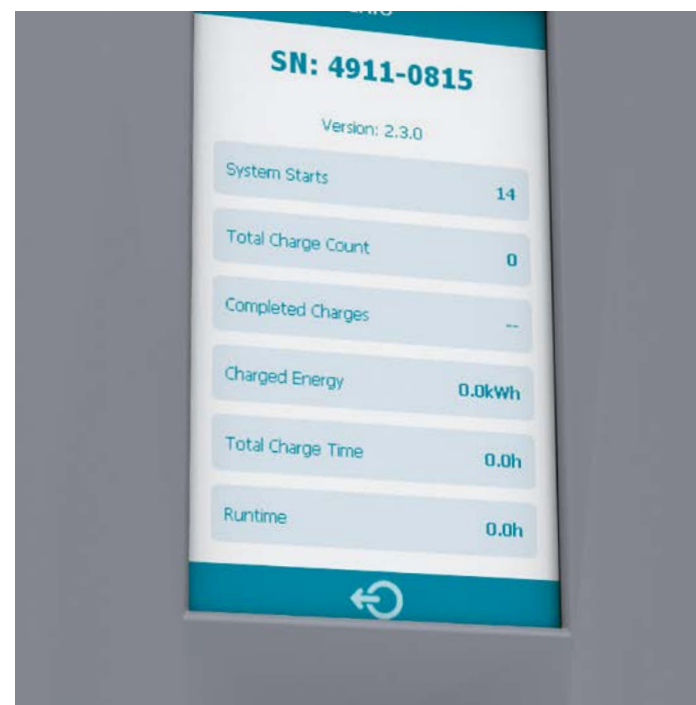 SN: 4911-0815
Version: 2.3.0
System Starts 14
Total Charge Count 0
Completed Charges --
Charged Energy 0.0kWh
Total Charge Time 0.0h
Runtime 0.0h